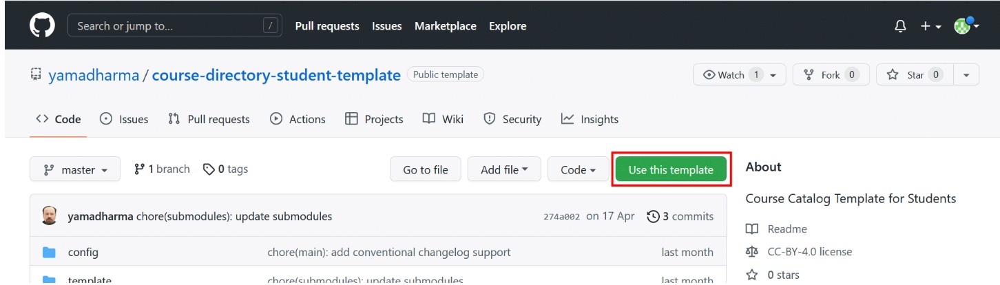 Search or jump to... / Pull requests Issues Marketplace Explore
yamadharma / course-directory-student-template Public template Watch 1 Fork 0 Star 0
Code Issues Pull requests Actions Projects Wiki Security Insights
master 1 branch 0 tags Go to file Add file Code Use this template
About
Course Catalog Template for Students
yamadharma chore(submodules): update submodules 274a002 on 17 Apr 3 commits
Readme
config chore(main): add conventional changelog support last month
CC-BY-4.0 license
template chore(submodules): update submodules last month
0 stars